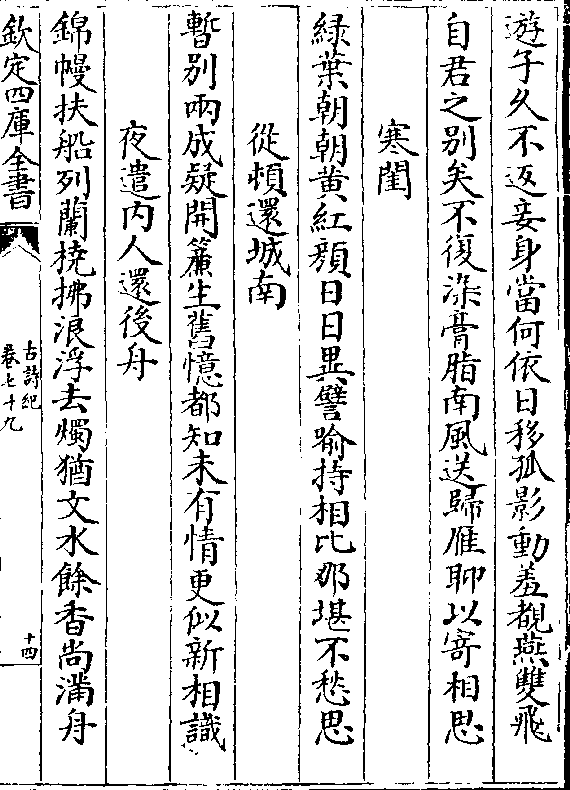 遊子久不返妾身當何依日移孤影動羞覩燕雙飛
自君之別矣不復染膏脂南風送歸雁聊以寄相思
寒閨
緑葉朝朝黄紅顔日日異譬喻持相比那堪不愁思
從頓還城南
暫別兩成疑開簾生舊憶都知未有情更似新相識
夜遣内人還後舟
錦幔扶船列蘭橈拂浪浮去燭猶文水餘香尚滿舟
欽定四庫全書
古詩紀
卷七十九
十四